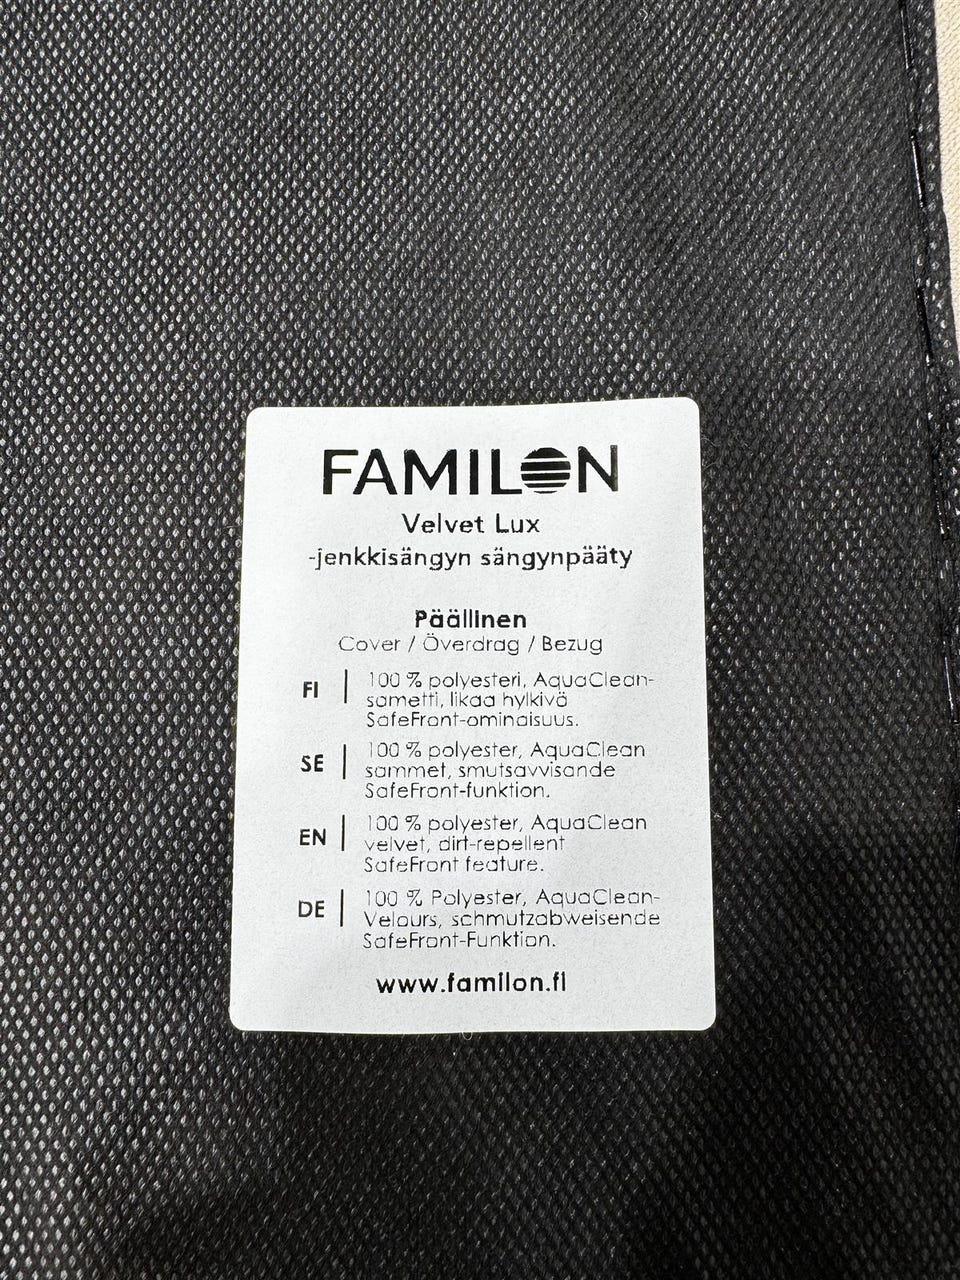 FAMILON
Velvet Lux
-jenkkisängyn sängynpääty
Päällinen
Cover / Överdrag / Bezug
FI | 100 % polyesteri, AquaClean-
sametti, likaa hylkivä
SafeFront-ominaisuus.
SE | 100 % polyester, AquaClean
sammet, smutsavvisande
SafeFront-funktion.
EN | 100 % polyester, AquaClean
velvet, dirt-repellent
SafeFront feature.
DE | 100 % Polyester, AquaClean-
Velours, schmutzabweisende
SafeFront-Funktion.
www.familon.fi